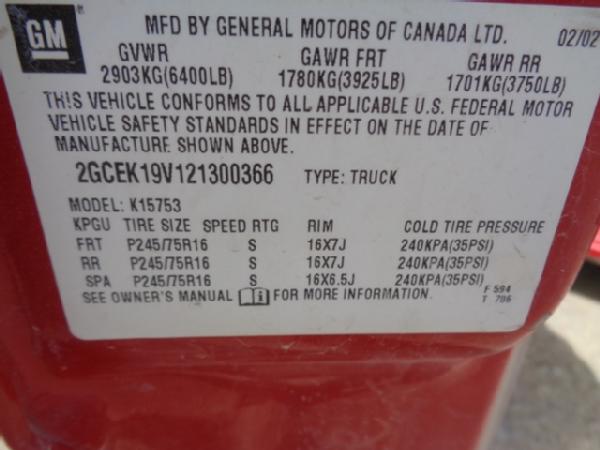 GM
MFD BY GENERAL MOTORS OF CANADA LTD. 02/02
GVWR GAWR FRT GAWR RR
2903KG(6400LB) 1780KG(3925LB) 1701KG(3750LB)
THIS VEHICLE CONFORMS TO ALL APPLICABLE U.S. FEDERAL MOTOR
VEHICLE SAFETY STANDARDS IN EFFECT ON THE DATE OF
MANUFACTURE SHOWN ABOVE.
2GCEK19V121300366 TYPE: TRUCK
MODEL: K15753
KPGU TIRE SIZE SPEED RTG RIM COLD TIRE PRESSURE
FRT P245/75R16 S 16X7J 240KPA(35PSI)
RR P245/75R16 S 16X7J 240KPA(35PSI)
SPA P245/75R16 S 16X6.5J 240KPA(35PSI)
SEE OWNER'S MANUAL i FOR MORE INFORMATION.
F 594
T 706